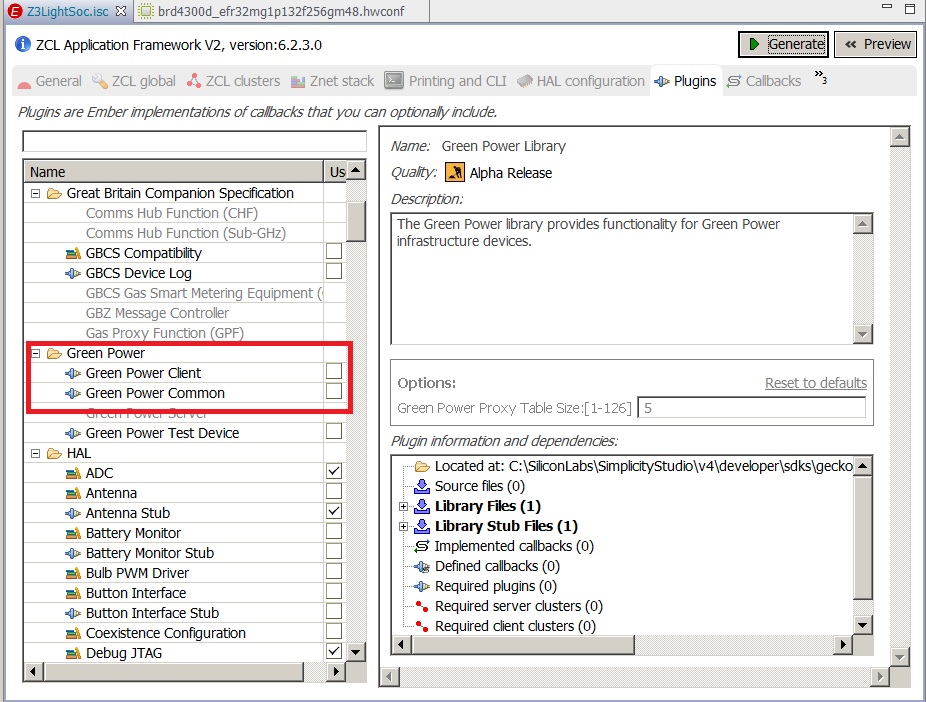 Z3LightSoc.isc
brd4300d_efr32mg1p132f256gm48.hwconf
ZCL Application Framework V2, version:6.2.3.0
Generate
Preview
General
ZCL global
ZCL clusters
Znet stack
Printing and CLI
HAL configuration
Plugins
Callbacks
»3
Plugins are Ember implementations of callbacks that you can optionally include.
Name
Us
Great Britain Companion Specification
Comms Hub Function (CHF)
Comms Hub Function (Sub-GHz)
GBCS Compatibility
GBCS Device Log
GBCS Gas Smart Metering Equipment (
GBZ Message Controller
Gas Proxy Function (GPF)
Green Power
Green Power Client
Green Power Common
Green Power Server
Green Power Test Device
HAL
ADC
Antenna
Antenna Stub
Battery Monitor
Battery Monitor Stub
Bulb PWM Driver
Button Interface
Button Interface Stub
Coexistence Configuration
Debug JTAG
Name: Green Power Library
Quality: Alpha Release
Description:
The Green Power library provides functionality for Green Power
infrastructure devices.
Options:
Reset to defaults
Green Power Proxy Table Size:[1-126] 5
Plugin information and dependencies:
Located at: C:\SiliconLabs\SimplicityStudio\v4\developer\sdks\gecko
Source files (0)
Library Files (1)
Library Stub Files (1)
Implemented callbacks (0)
Defined callbacks (0)
Required plugins (0)
Required server clusters (0)
Required client clusters (0)